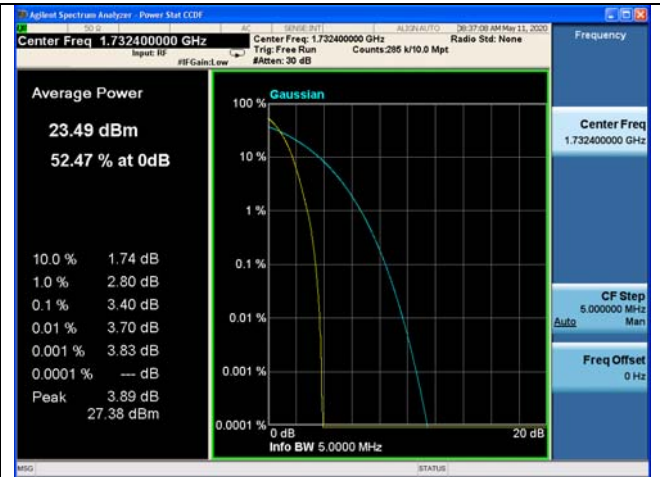 Agilent Spectrum Analyzer - Power Stat CCDF
50 Ω AC SENSE:INT ALIGN AUTO 08:37:08 AM May 11, 2020
Center Freq 1.732400000 GHz
Input: RF
#IFGain:Low
Center Freq: 1.732400000 GHz
Trig: Free Run Counts:285 k/10.0 Mpt
#Atten: 30 dB
Radio Std: None
Frequency
Average Power
23.49 dBm
52.47 % at 0dB
10.0 % 1.74 dB
1.0 % 2.80 dB
0.1 % 3.40 dB
0.01 % 3.70 dB
0.001 % 3.83 dB
0.0001 % --- dB
Peak 3.89 dB
27.38 dBm
Gaussian
100 %
10 %
1 %
0.1 %
0.01 %
0.001 %
0.0001 %
0 dB 20 dB
Info BW 5.0000 MHz
Center Freq
1.732400000 GHz
CF Step
5.000000 MHz
Auto Man
Freq Offset
0 Hz
MSG STATUS